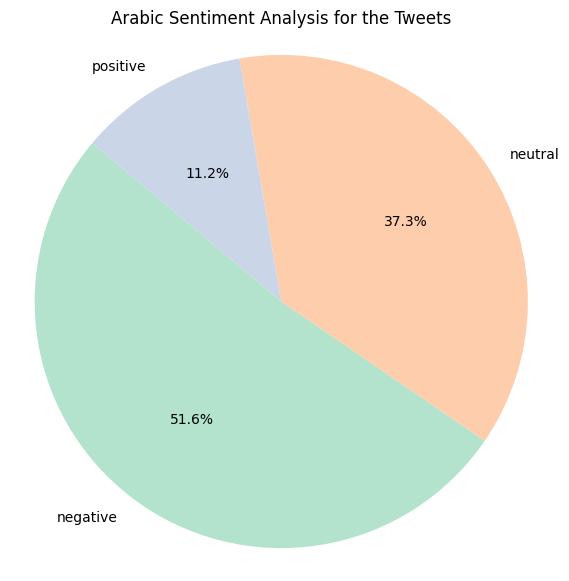 Arabic Sentiment Analysis for the Tweets
positive
neutral
11.2%
37.3%
51.6%
negative